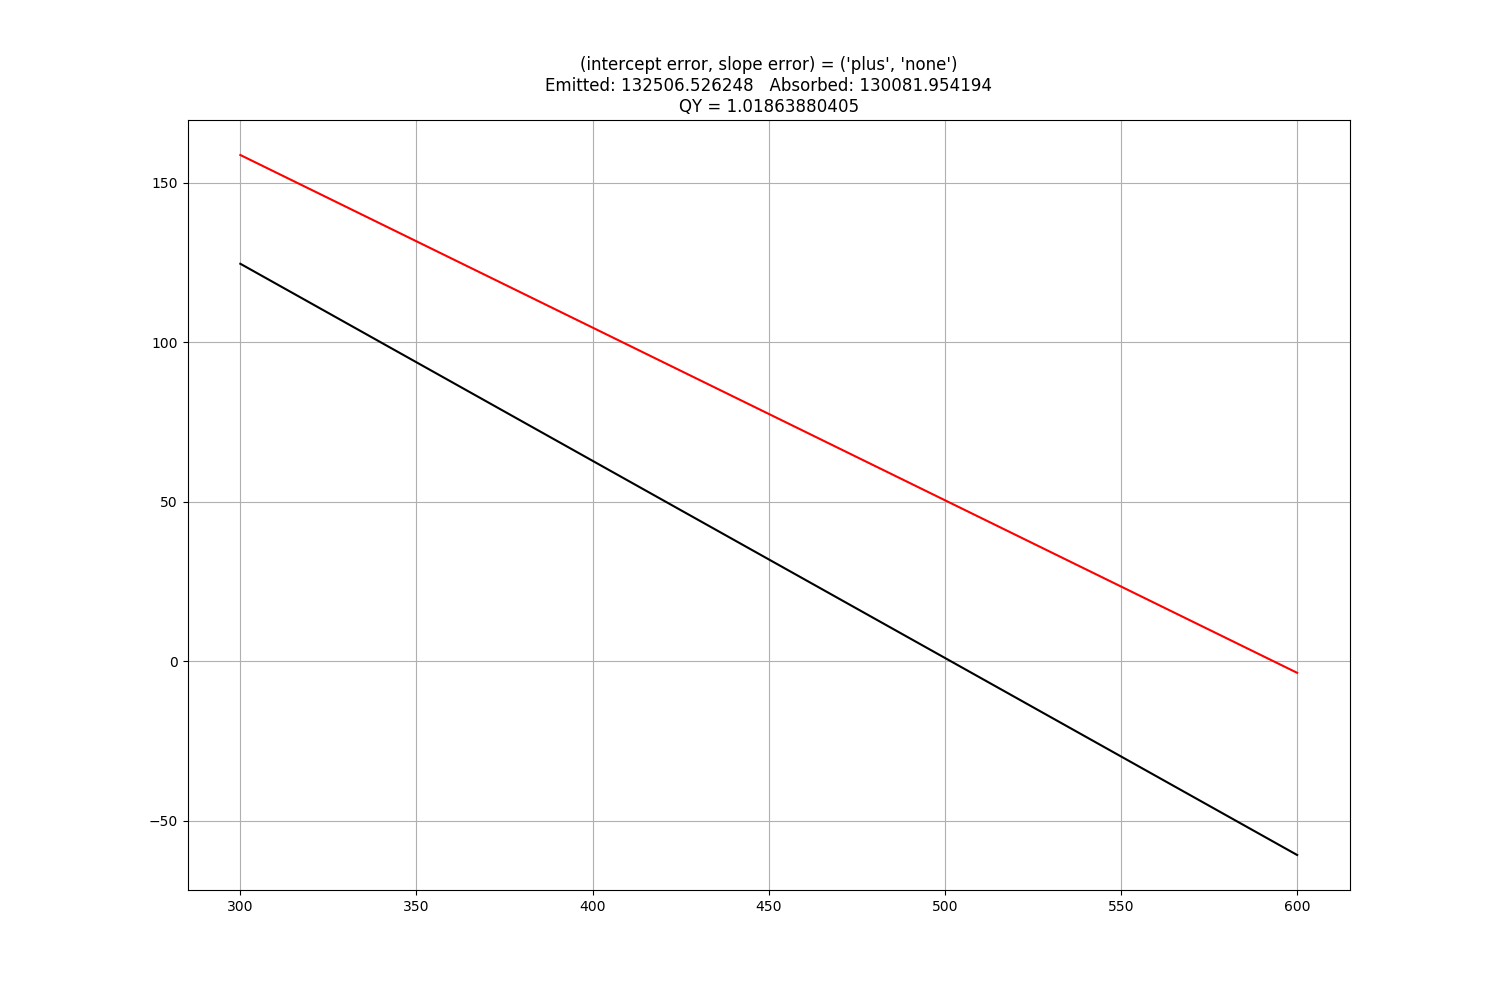 (intercept error, slope error) = ('plus', 'none')
Emitted: 132506.526248   Absorbed: 130081.954194
QY = 1.01863880405
150
100
50
0
−50
300 350 400 450 500 550 600